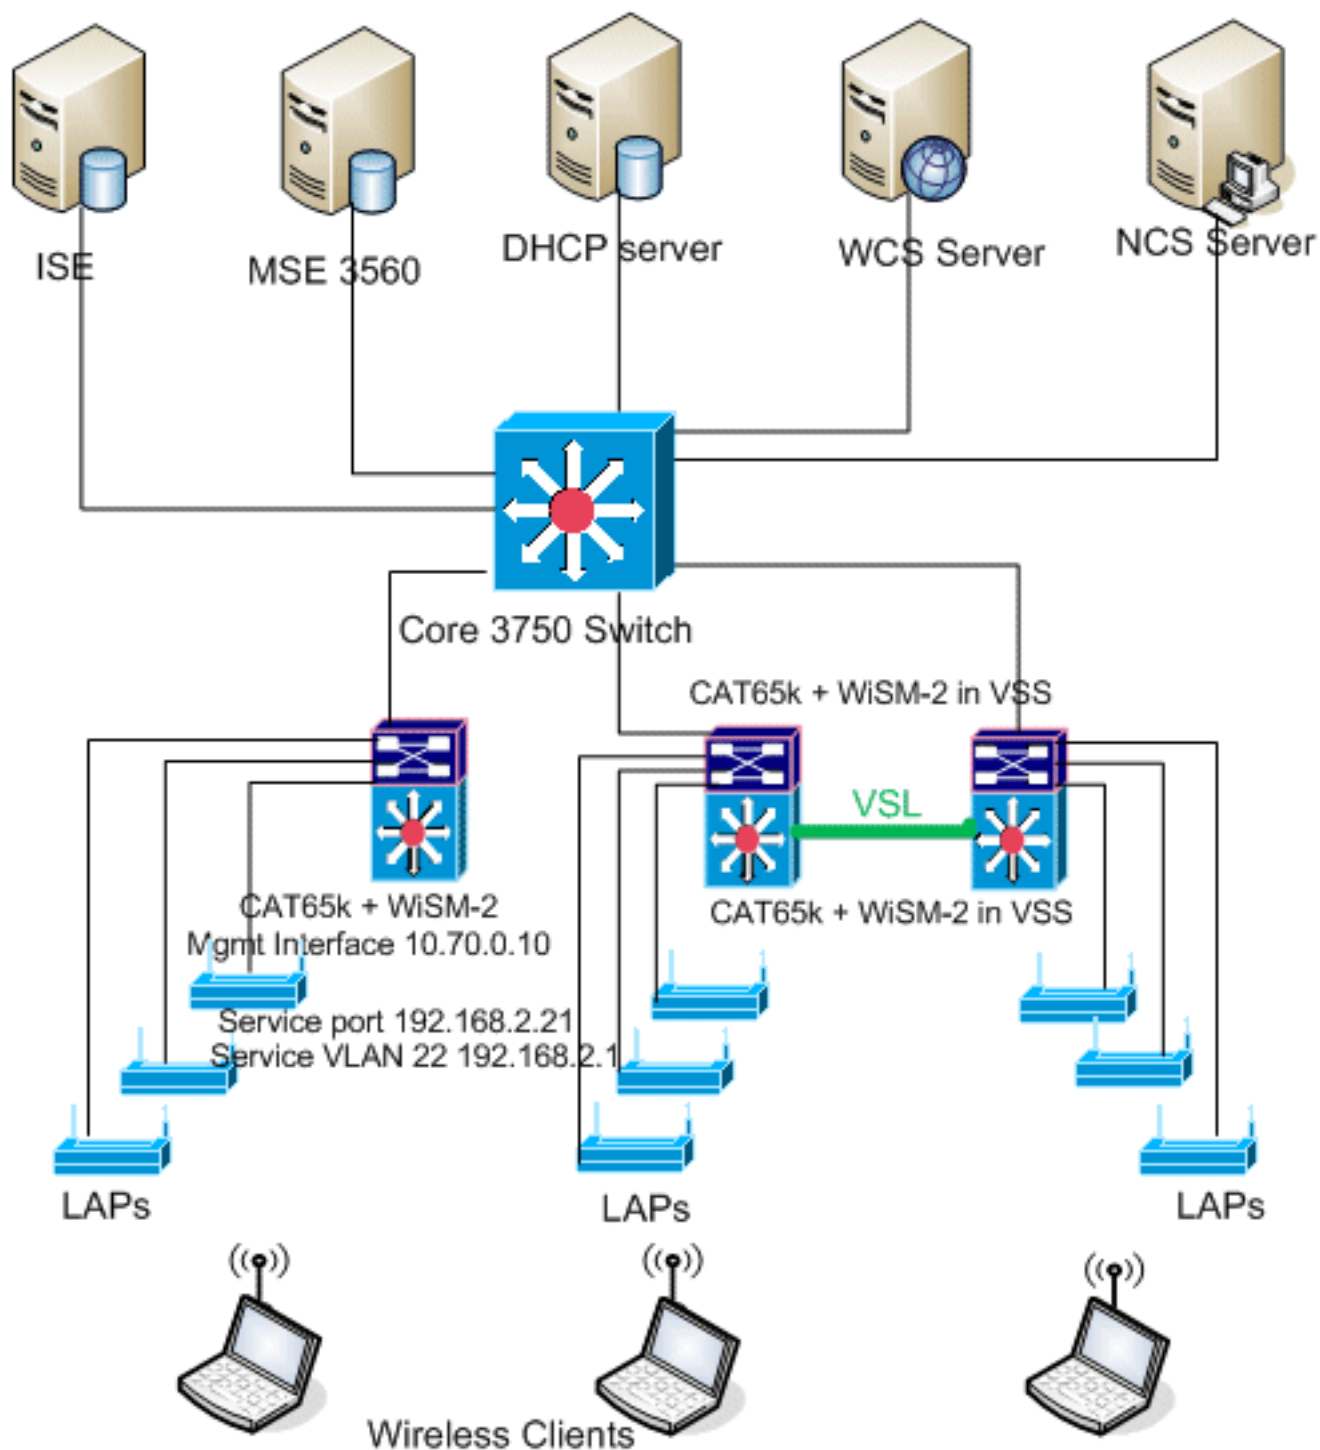 ISE
MSE 3560
DHCP server
WCS Server
NCS Server
Core 3750 Switch
CAT65k + WiSM-2 in VSS
VSL
CAT65k + WiSM-2
Mgmt Interface 10.70.0.10
CAT65k + WiSM-2 in VSS
Service port 192.168.2.21
Service VLAN 22 192.168.2.1
LAPs
LAPs
LAPs
Wireless Clients